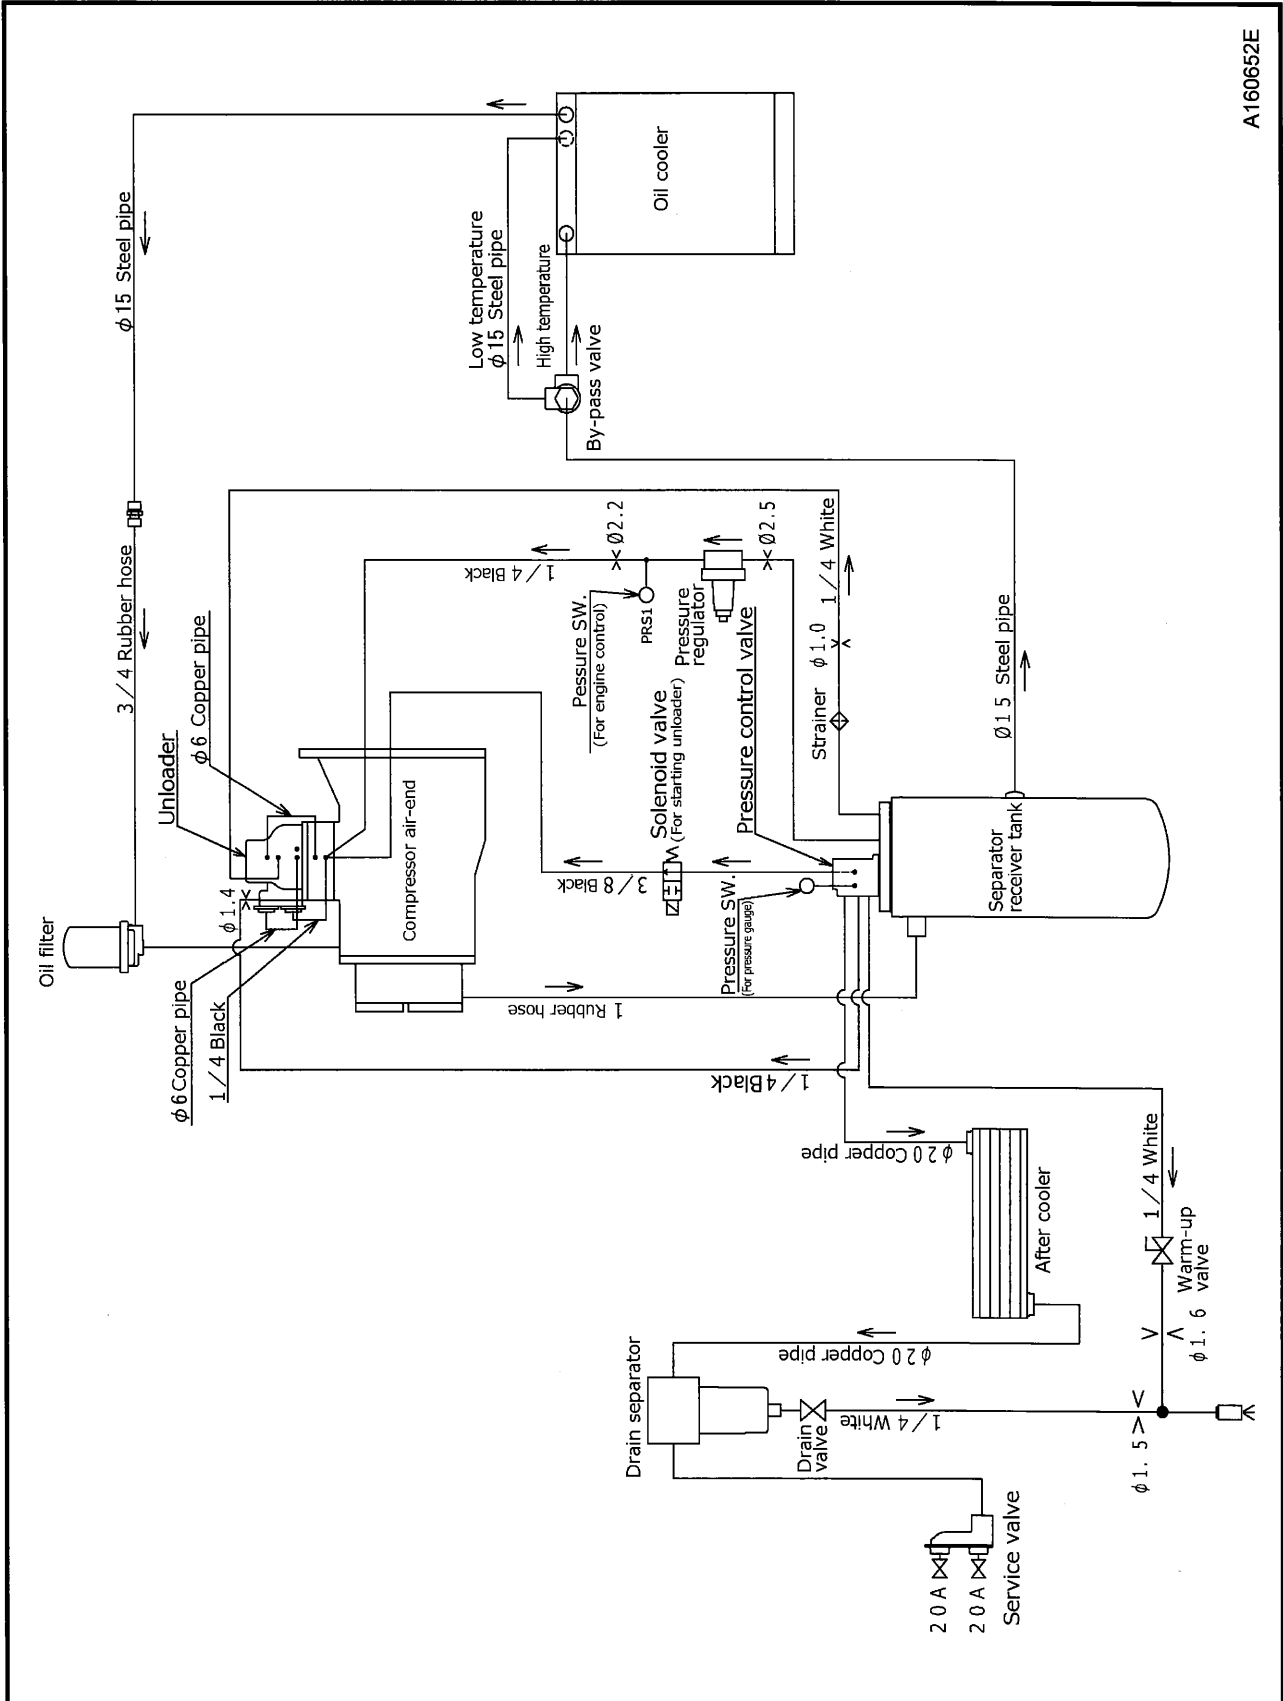 A160652E
Oil filter
3/4 Rubber hose
φ15 Steel pipe
φ6 Copper pipe
1/4 Black
φ1.4
Unloader
φ6 Copper pipe
Compressor air-end
Low temperature
φ15 Steel pipe
High temperature
By-pass valve
Oil cooler
1 Rubber hose
3/8 Black
1/4 Black
Ø2.2
Pessure SW.
(For engine control)
PRS1
Pressure
regulator
Ø2.5
Solenoid valve
(For starting unloader)
Pressure control valve
Pressure SW.
(For pressure gauge)
Strainer
φ1.0
1/4 White
Separator
receiver tank
Ø15 Steel pipe
1/4 Black
φ20 Copper pipe
After cooler
φ20 Copper pipe
Drain separator
Drain
valve
1/4 White
1/4 White
Warm-up
valve
φ1.6
φ1.5
20A
20A
Service valve